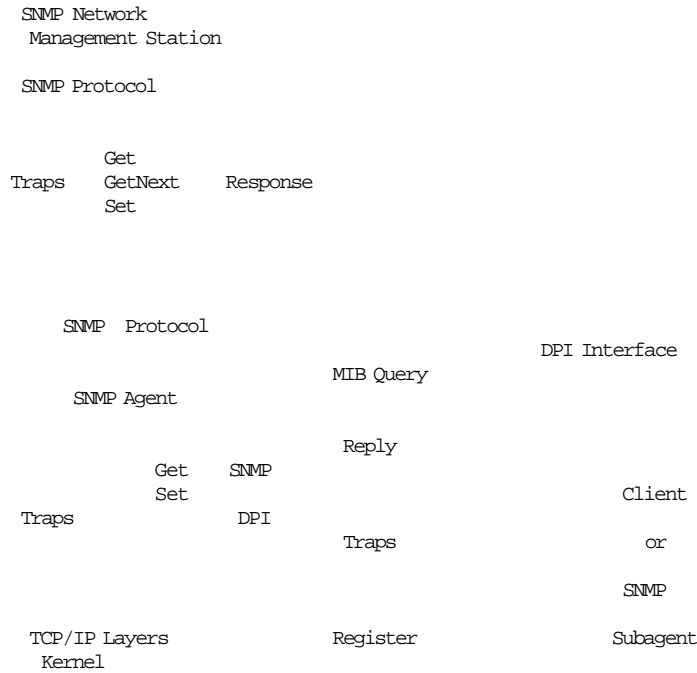 SNMP Network
Management Station
SNMP Protocol
Get
Traps GetNext Response
Set
SNMP Protocol
DPI Interface
MIB Query
SNMP Agent
Reply
Get SNMP
Set Client
Traps DPI
Traps or
SNMP
TCP/IP Layers Register Subagent
Kernel